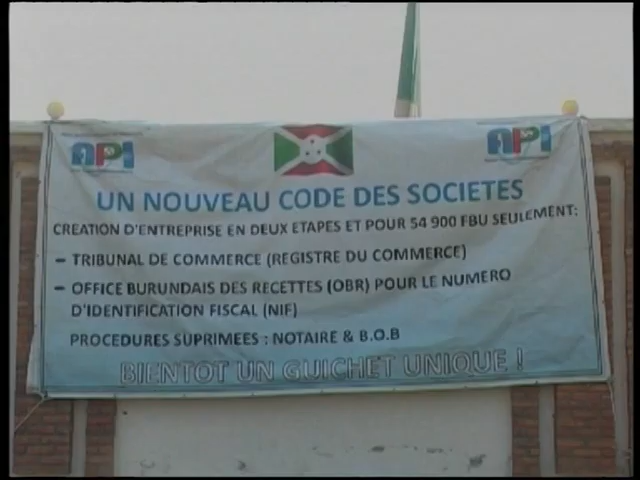 API API
UN NOUVEAU CODE DES SOCIETES
CREATION D'ENTREPRISE EN DEUX ETAPES ET POUR 54 900 FBU SEULEMENT:
– TRIBUNAL DE COMMERCE (REGISTRE DU COMMERCE)
– OFFICE BURUNDAIS DES RECETTES (OBR) POUR LE NUMERO
D'IDENTIFICATION FISCAL (NIF)
PROCEDURES SUPRIMEES : NOTAIRE & B.O.B
BIENTOT UN GUICHET UNIQUE !